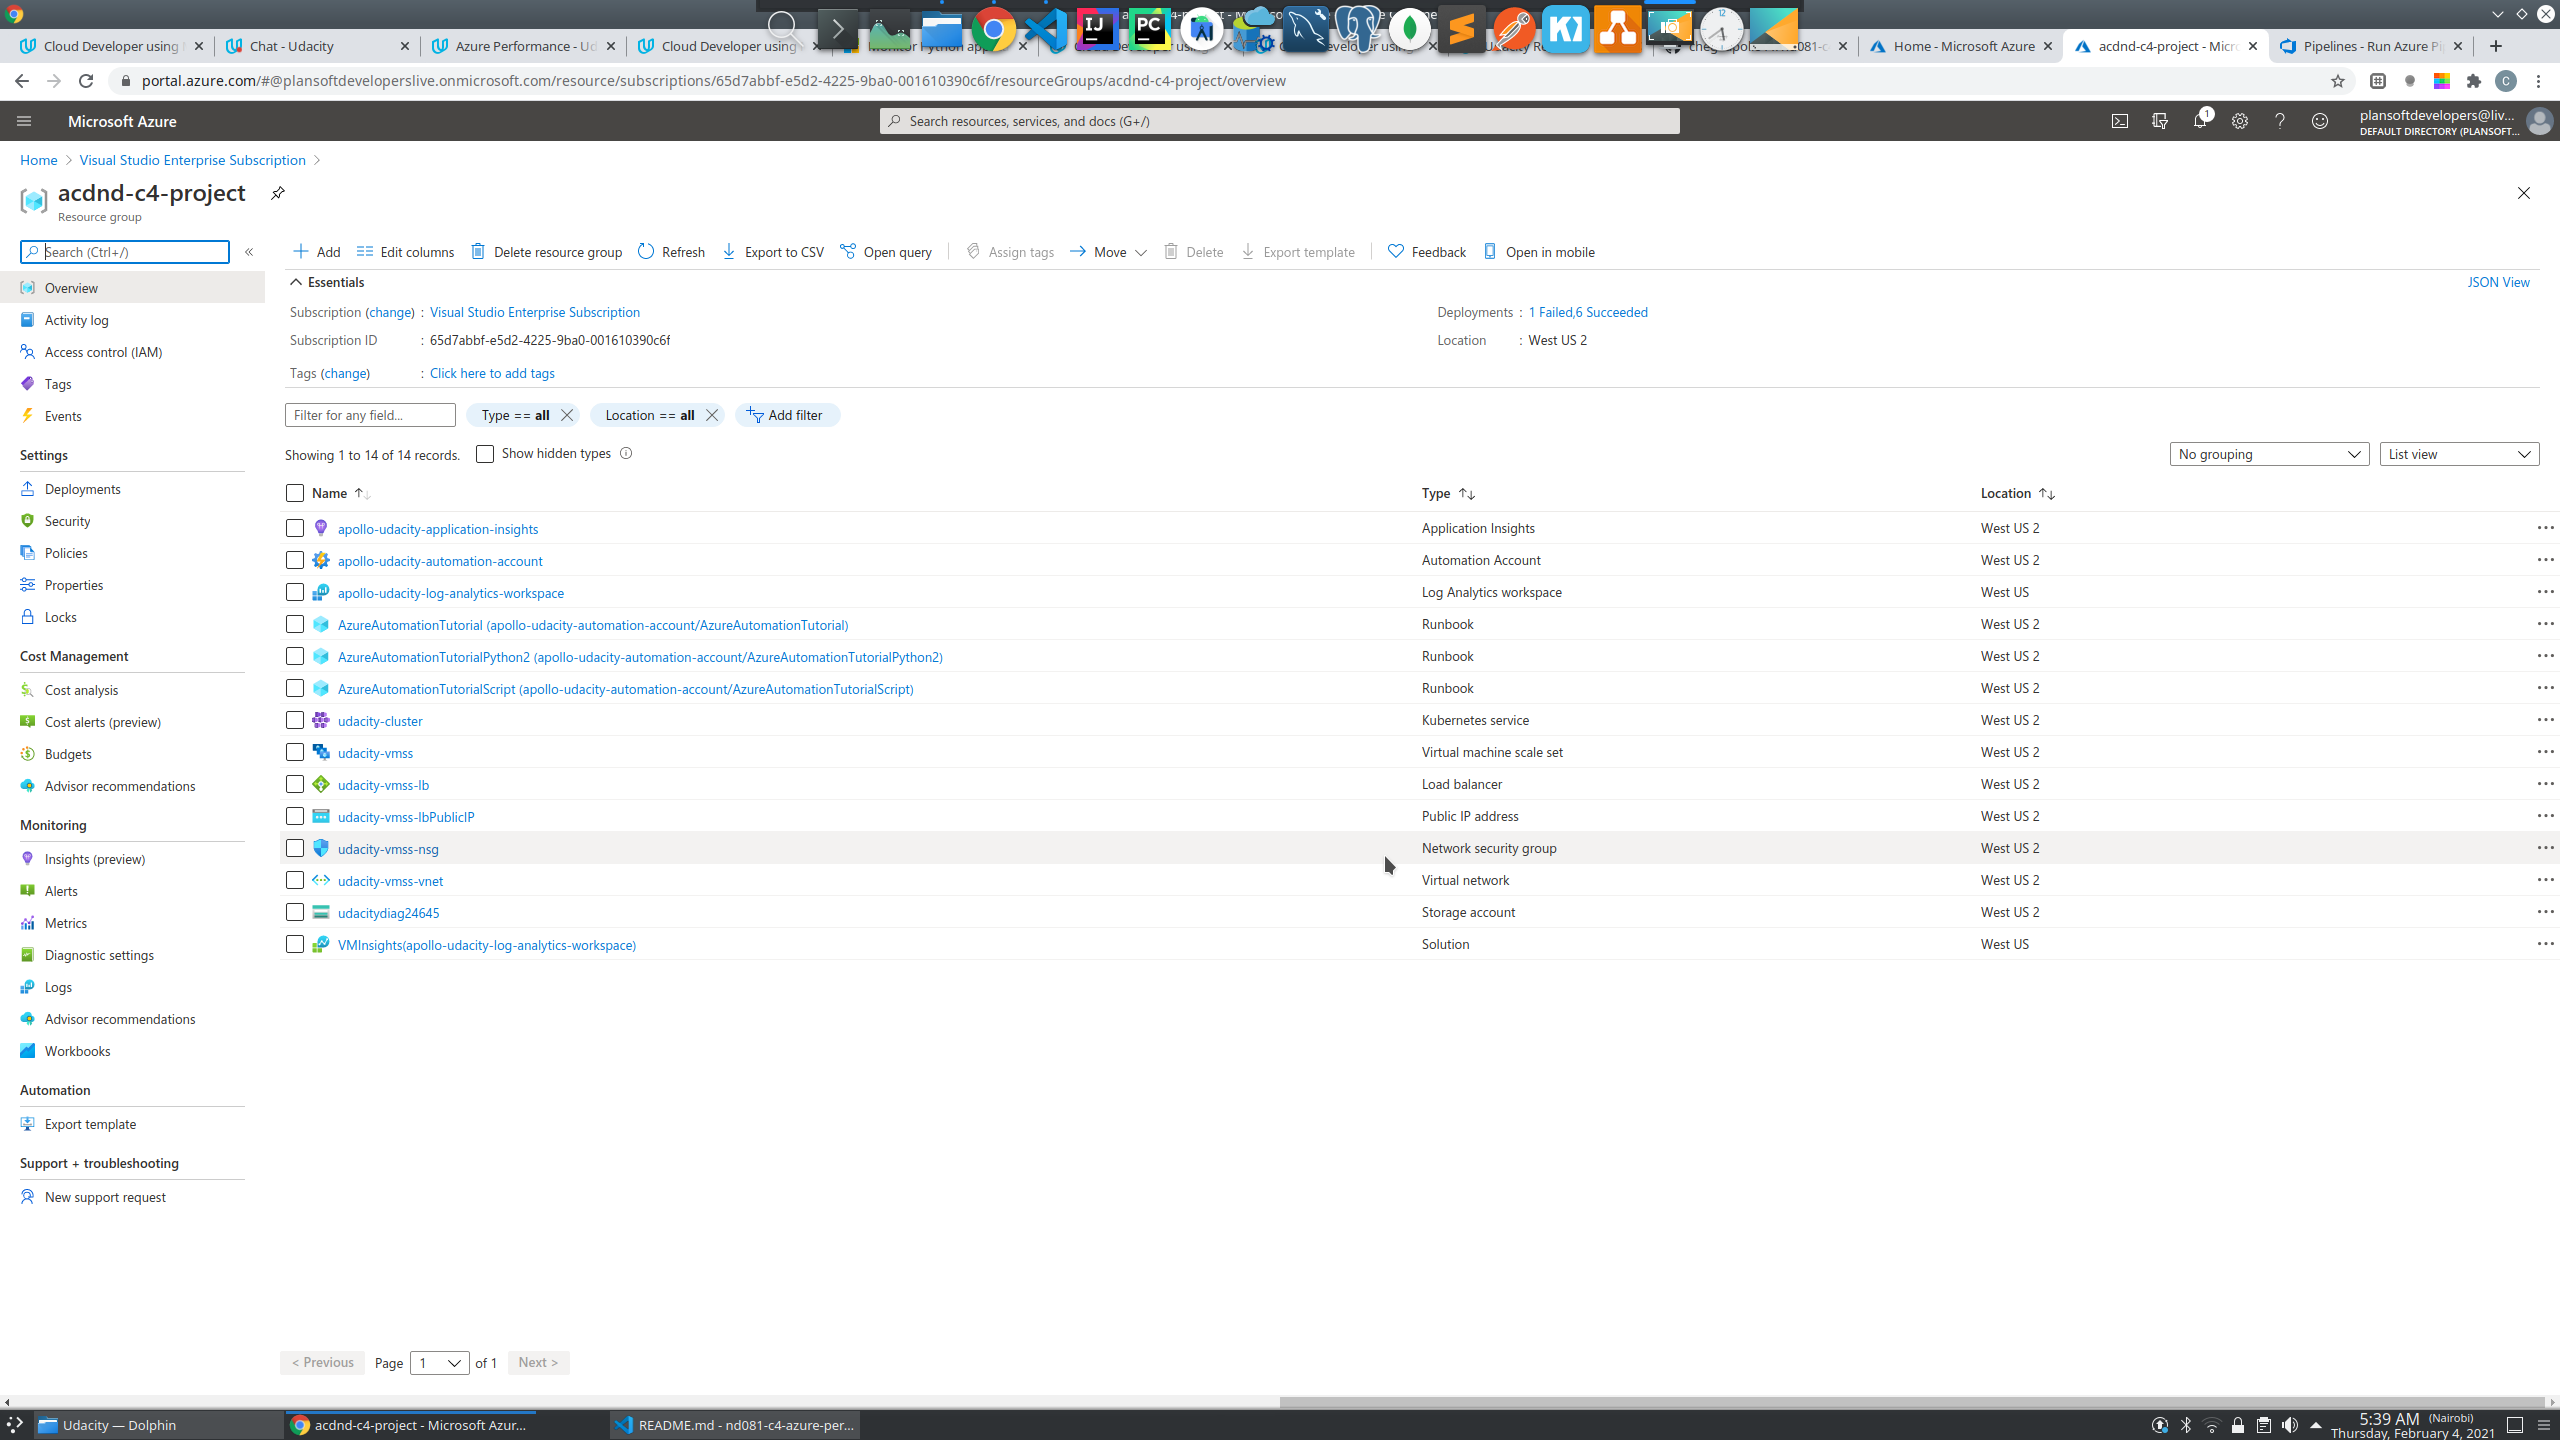 Cloud Developer using
Chat - Udacity
Azure Performance - Ud
Cloud Developer using
Home - Microsoft Azure
acdnd-c4-project - Micr
Pipelines - Run Azure Pi
portal.azure.com/#@plansoftdeveloperslive.onmicrosoft.com/resource/subscriptions/65d7abbf-e5d2-4225-9ba0-001610390c6f/resourceGroups/acdnd-c4-project/overview
C
Microsoft Azure
Search resources, services, and docs (G+/)
1
plansoftdevelopers@liv...
DEFAULT DIRECTORY (PLANSOFT...
Home > Visual Studio Enterprise Subscription >
acdnd-c4-project
Resource group
Search (Ctrl+/)
«
Add
Edit columns
Delete resource group
Refresh
Export to CSV
Open query
Assign tags
Move
Delete
Export template
Feedback
Open in mobile
Overview
Activity log
Access control (IAM)
Tags
Events
Settings
Deployments
Security
Policies
Properties
Locks
Cost Management
Cost analysis
Cost alerts (preview)
Budgets
Advisor recommendations
Monitoring
Insights (preview)
Alerts
Metrics
Diagnostic settings
Logs
Advisor recommendations
Workbooks
Automation
Export template
Support + troubleshooting
New support request
Essentials
JSON View
Subscription (change) : Visual Studio Enterprise Subscription
Deployments : 1 Failed,6 Succeeded
Subscription ID : 65d7abbf-e5d2-4225-9ba0-001610390c6f
Location : West US 2
Tags (change) : Click here to add tags
Filter for any field...
Type == all
Location == all
Add filter
Showing 1 to 14 of 14 records.
Show hidden types
No grouping
List view
Name Type Location
apollo-udacity-application-insights Application Insights West US 2 ...
apollo-udacity-automation-account Automation Account West US 2 ...
apollo-udacity-log-analytics-workspace Log Analytics workspace West US ...
AzureAutomationTutorial (apollo-udacity-automation-account/AzureAutomationTutorial) Runbook West US 2 ...
AzureAutomationTutorialPython2 (apollo-udacity-automation-account/AzureAutomationTutorialPython2) Runbook West US 2 ...
AzureAutomationTutorialScript (apollo-udacity-automation-account/AzureAutomationTutorialScript) Runbook West US 2 ...
udacity-cluster Kubernetes service West US 2 ...
udacity-vmss Virtual machine scale set West US 2 ...
udacity-vmss-lb Load balancer West US 2 ...
udacity-vmss-lbPublicIP Public IP address West US 2 ...
udacity-vmss-nsg Network security group West US 2 ...
udacity-vmss-vnet Virtual network West US 2 ...
udacitydiag24645 Storage account West US 2 ...
VMInsights(apollo-udacity-log-analytics-workspace) Solution West US ...
< Previous Page 1 of 1 Next >
Udacity — Dolphin
acdnd-c4-project - Microsoft Azur...
README.md - nd081-c4-azure-per...
5:39 AM (Nairobi)
Thursday, February 4, 2021